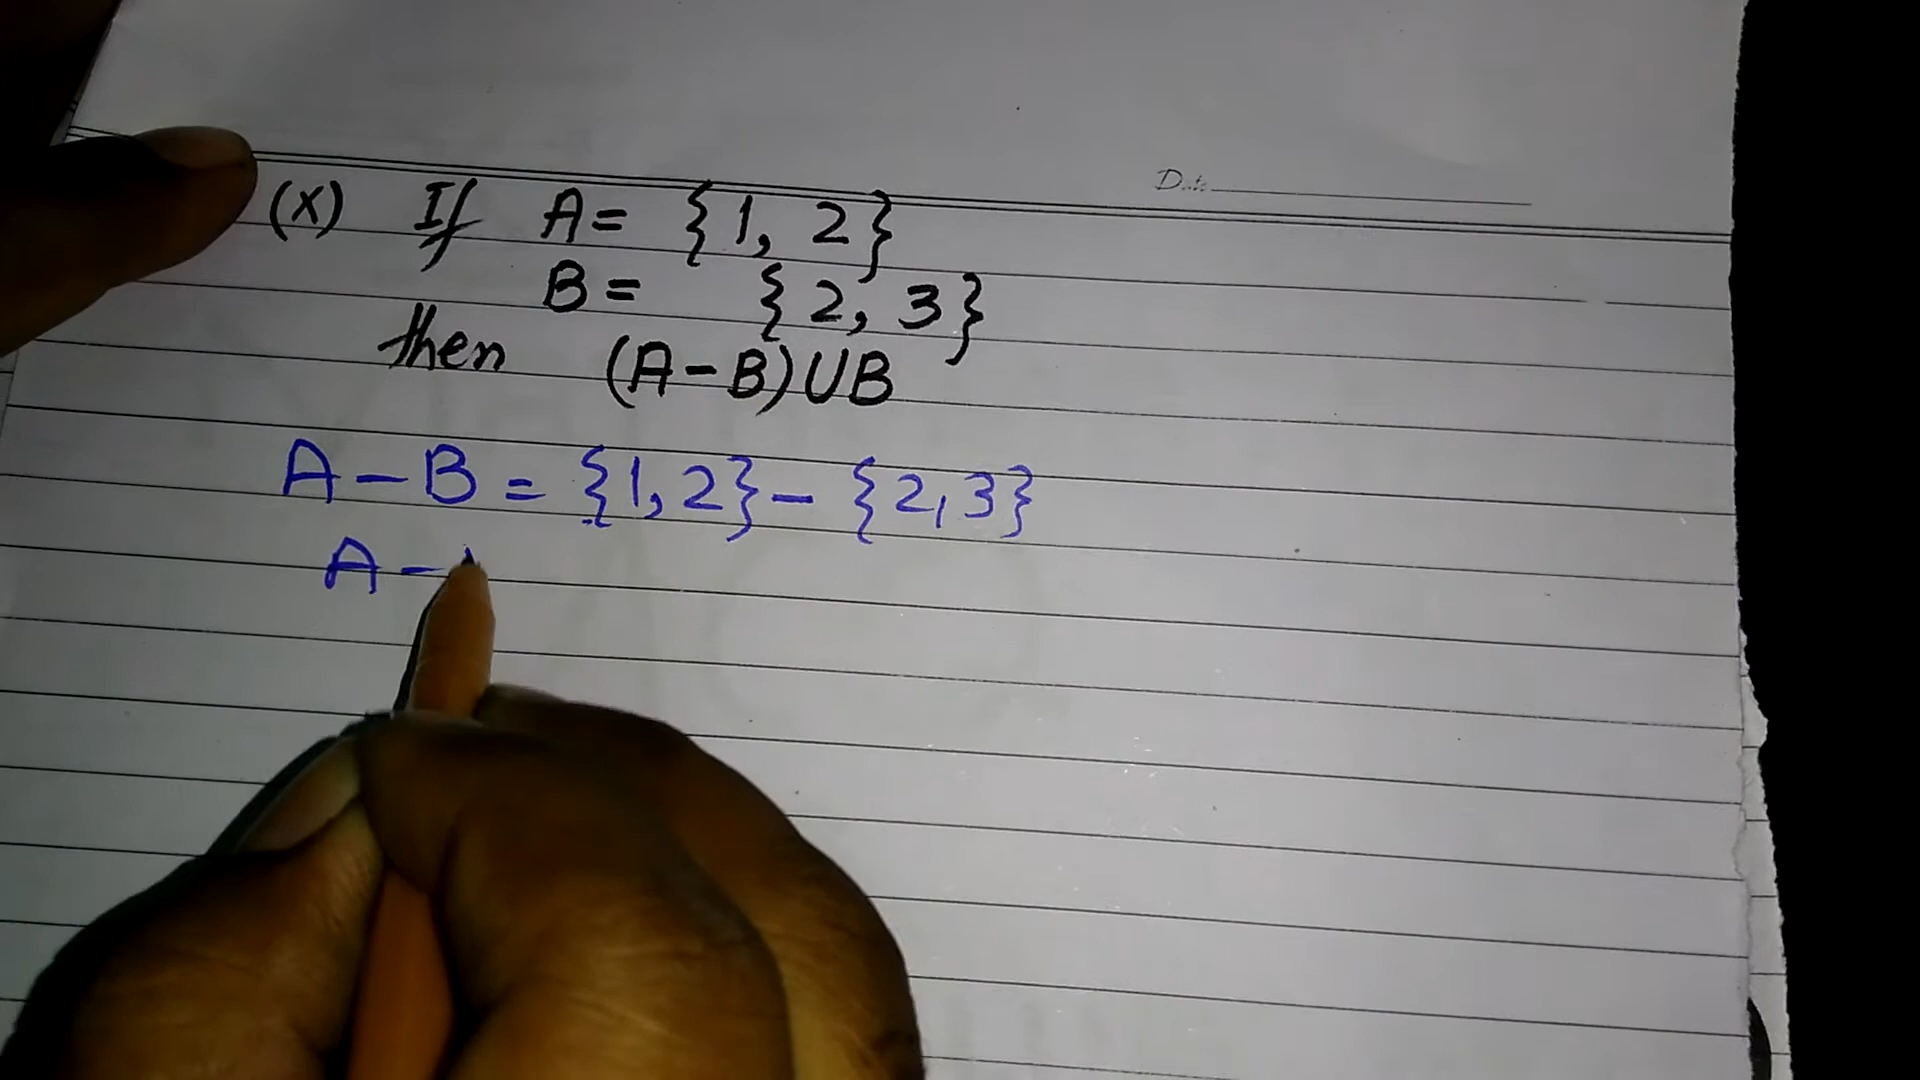 Date
(X) If A = {1, 2}
B = {2, 3}
then (A-B)UB
A - B = {1,2} - {2,3}
A -